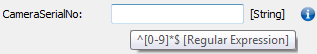 CameraSerialNo: [String]
^[0-9]*$ [Regular Expression]